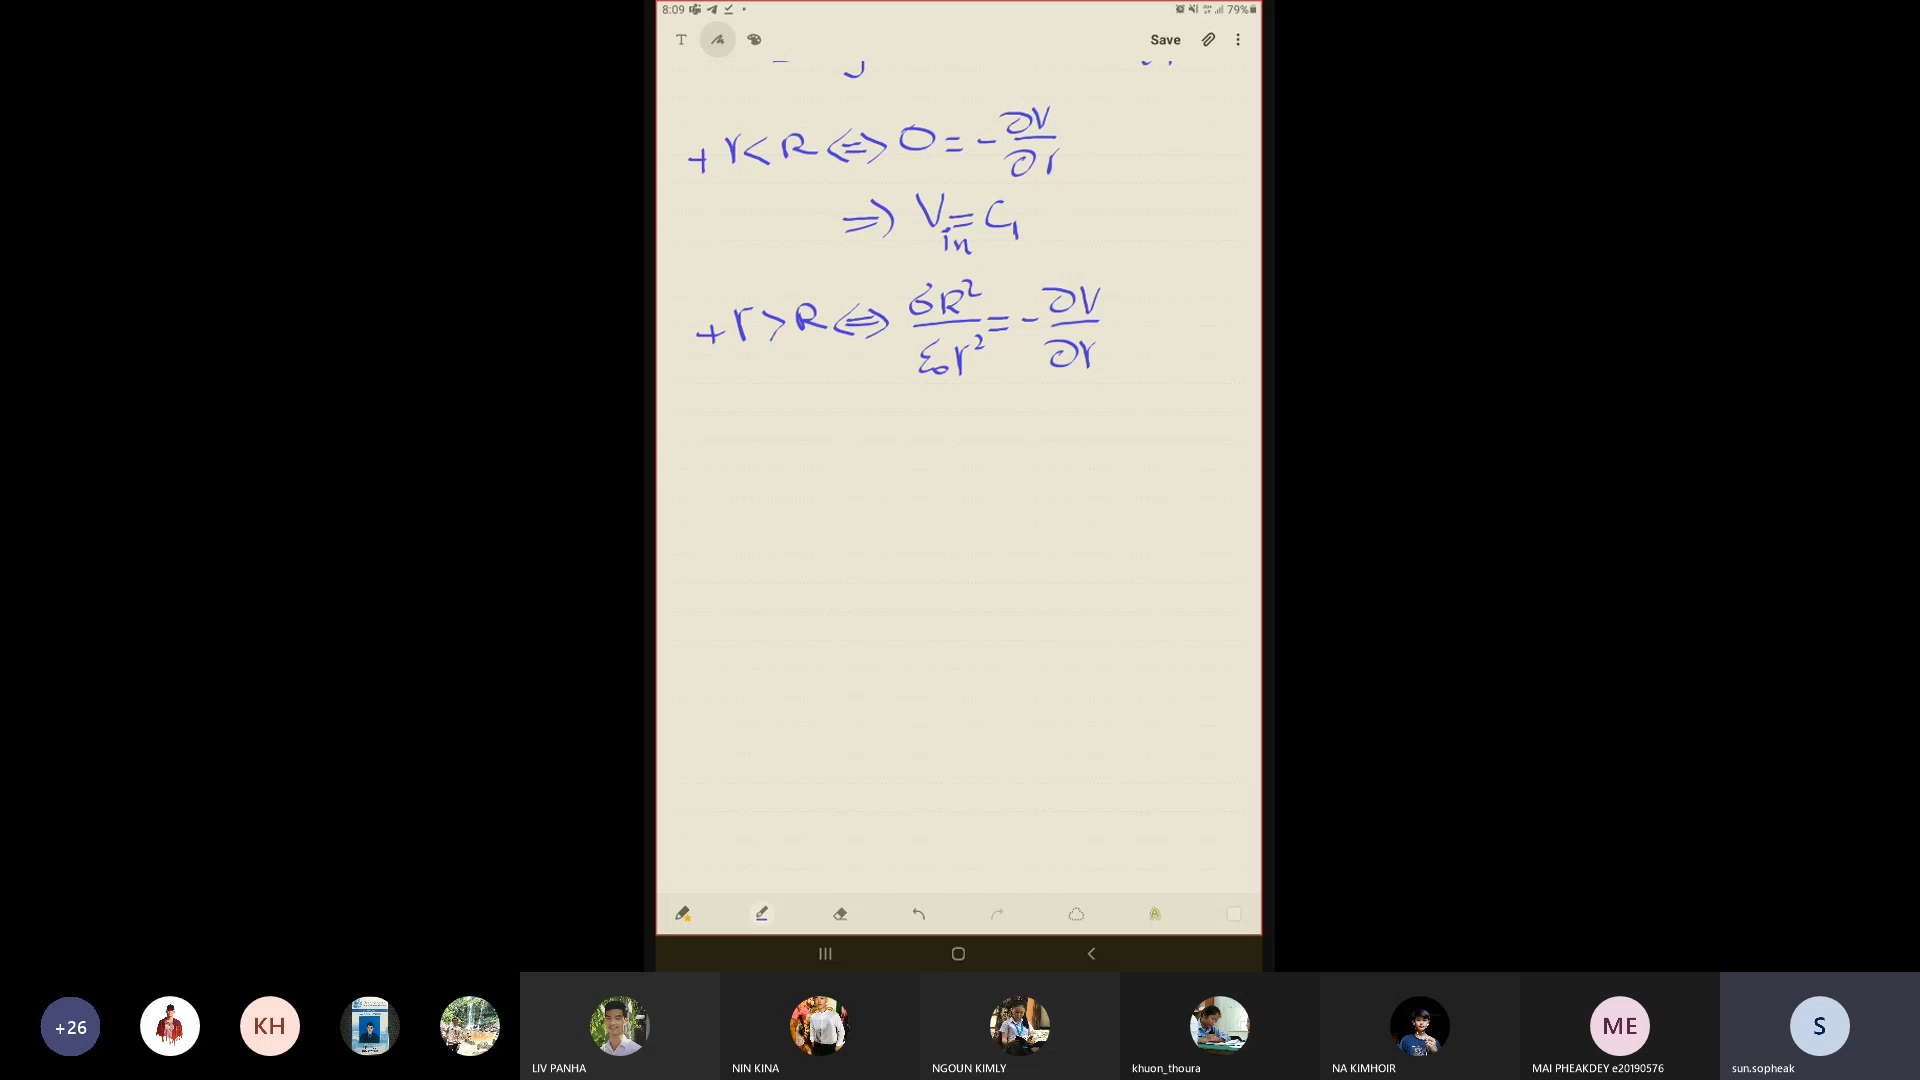 8:09 79%
T Save
+ r < R ⇔ 0 = - ∂V/∂r
⇒ V_in = C₁
+ r > R ⇔ σR²/ε₀r² = - ∂V/∂r
+26 KH ME S
LIV PANHA NIN KINA NGOUN KIMLY khuon_thoura NA KIMHOIR MAI PHEAKDEY e20190576 sun.sopheak